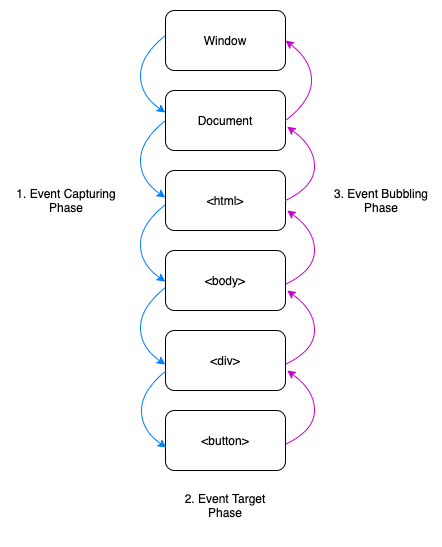 Window
Document
1. Event Capturing
Phase
<html>
3. Event Bubbling
Phase
<body>
<div>
<button>
2. Event Target
Phase